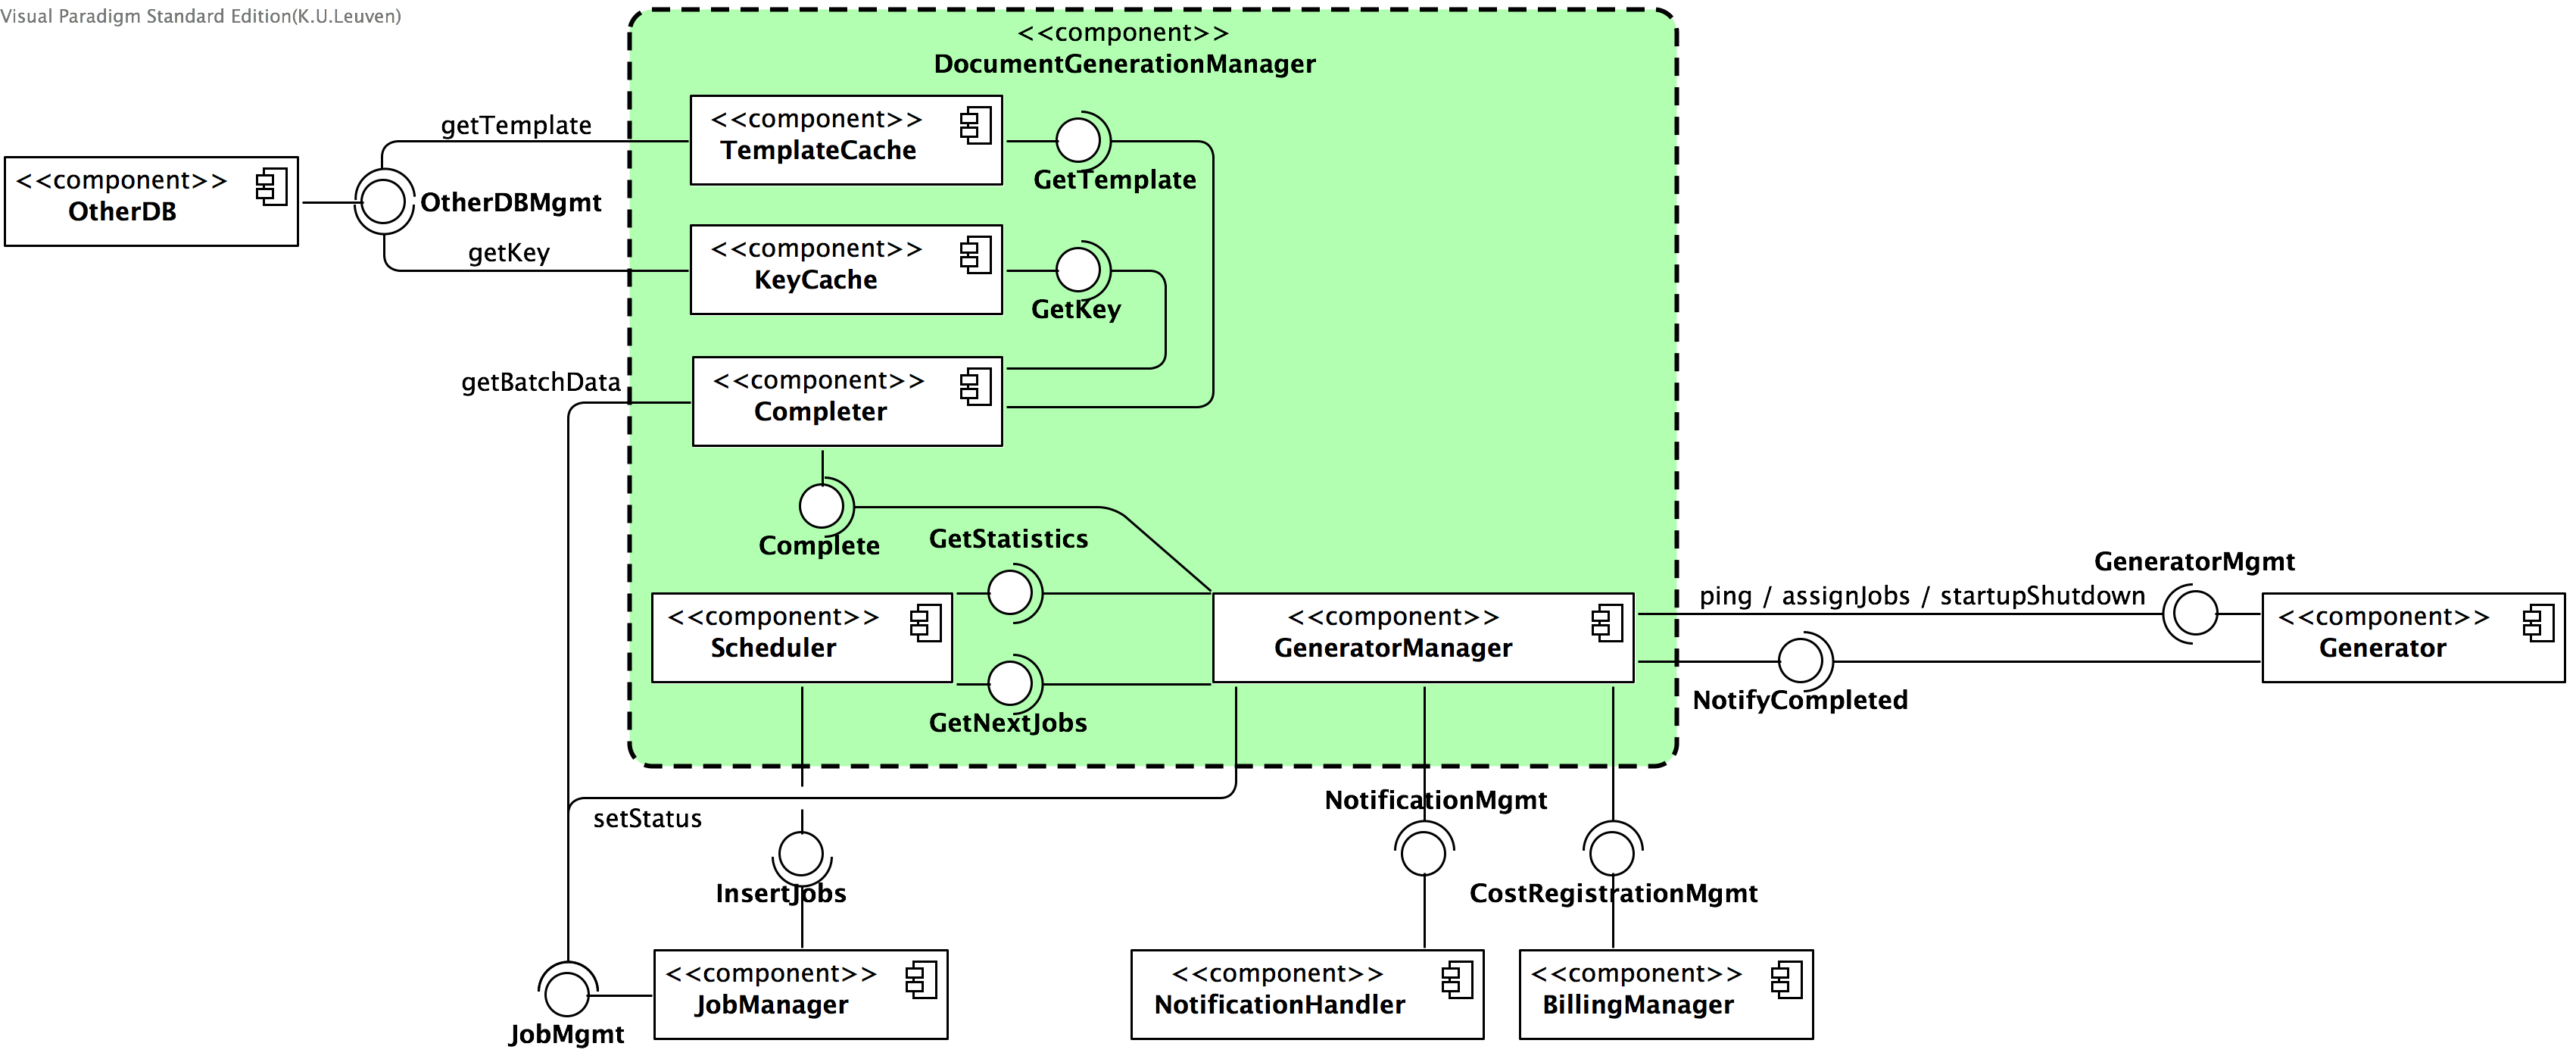 Visual Paradigm Standard Edition(K.U.Leuven)
<<component>>
DocumentGenerationManager
<<component>>
TemplateCache
getTemplate
GetTemplate
<<component>>
OtherDB
OtherDBMgmt
getKey
<<component>>
KeyCache
GetKey
getBatchData
<<component>>
Completer
Complete
GetStatistics
<<component>>
Scheduler
GetNextJobs
<<component>>
GeneratorManager
ping / assignJobs / startupShutdown
GeneratorMgmt
<<component>>
Generator
NotifyCompleted
setStatus
NotificationMgmt
InsertJobs
CostRegistrationMgmt
JobMgmt
<<component>>
JobManager
<<component>>
NotificationHandler
<<component>>
BillingManager